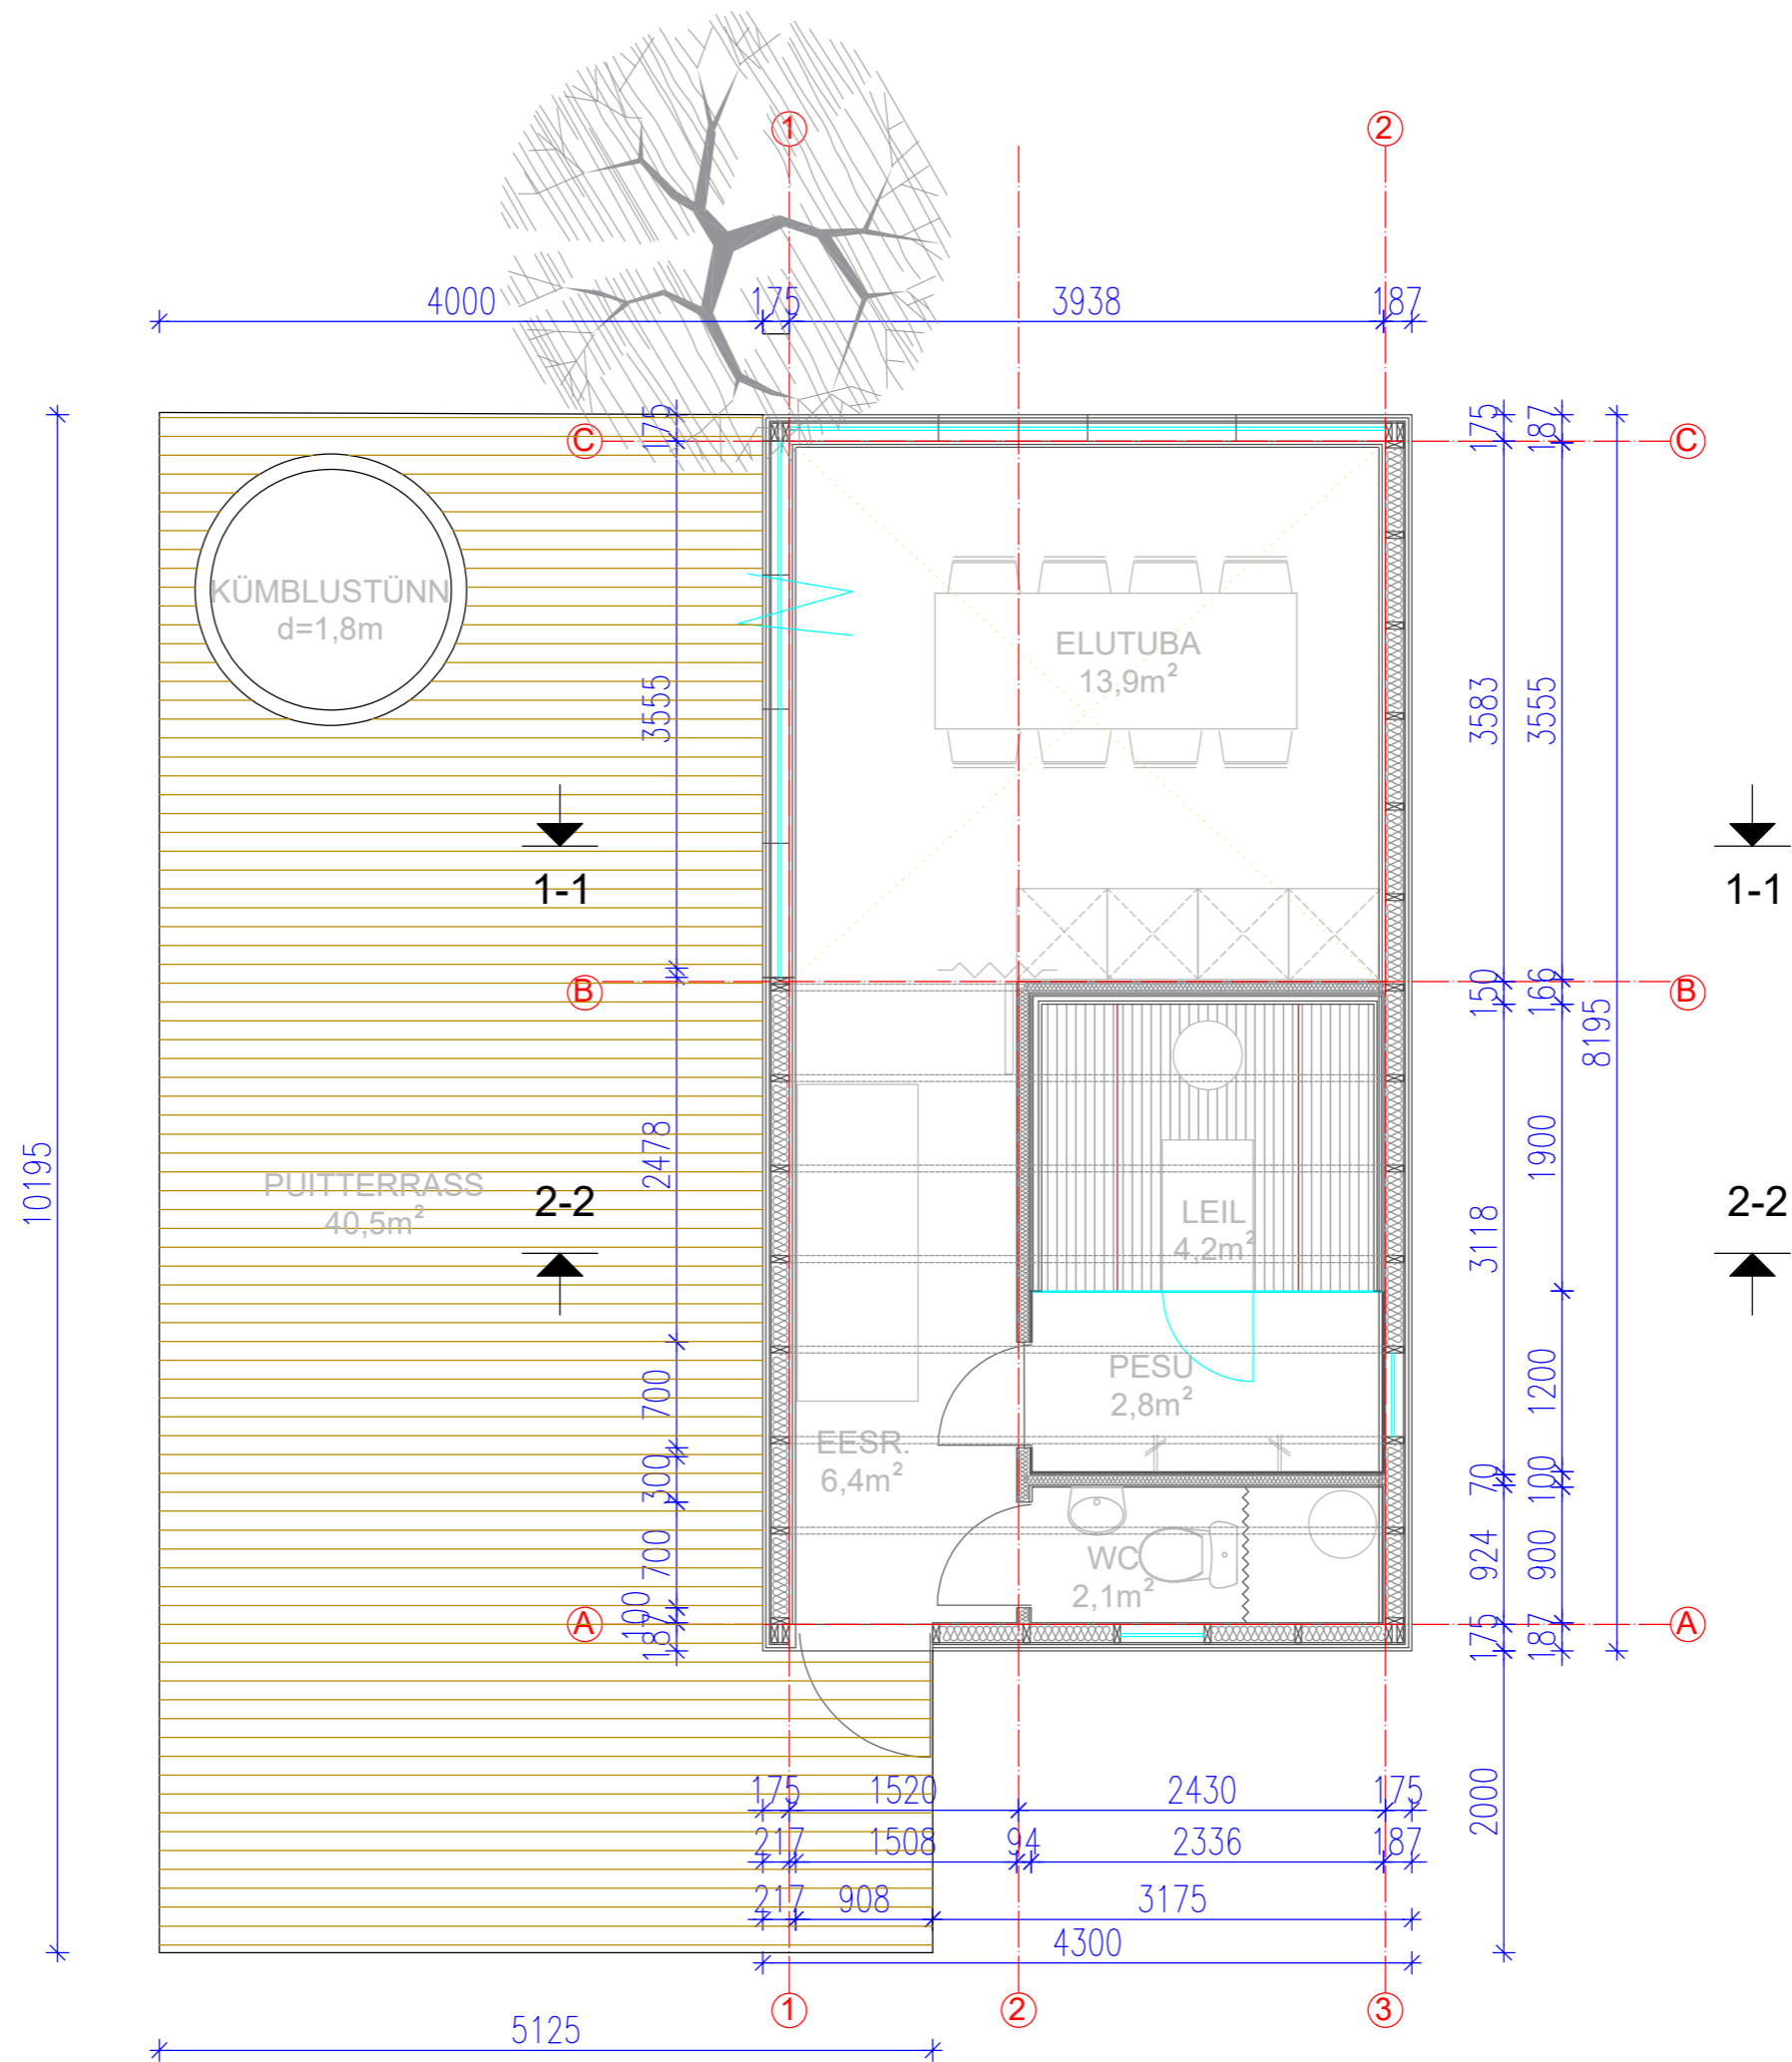 1
2
4000
175
3938
187
175
175
187
C
C
KÜMBLUSTÜNN
d=1,8m
ELUTUBA
13,9m²
3555
3583
3555
1-1
1-1
B
B
150
166
8195
10195
2478
1900
PUITTERRASS
40,5m²
2-2
2-2
LEIL
4,2m²
3118
700
PESU
2,8m²
1200
EESR.
6,4m²
300
70
100
700
WC
2,1m²
924
900
100
187
A
A
175
187
175
1520
2430
175
2000
217
1508
94
2336
187
217
908
3175
4300
1
2
3
5125